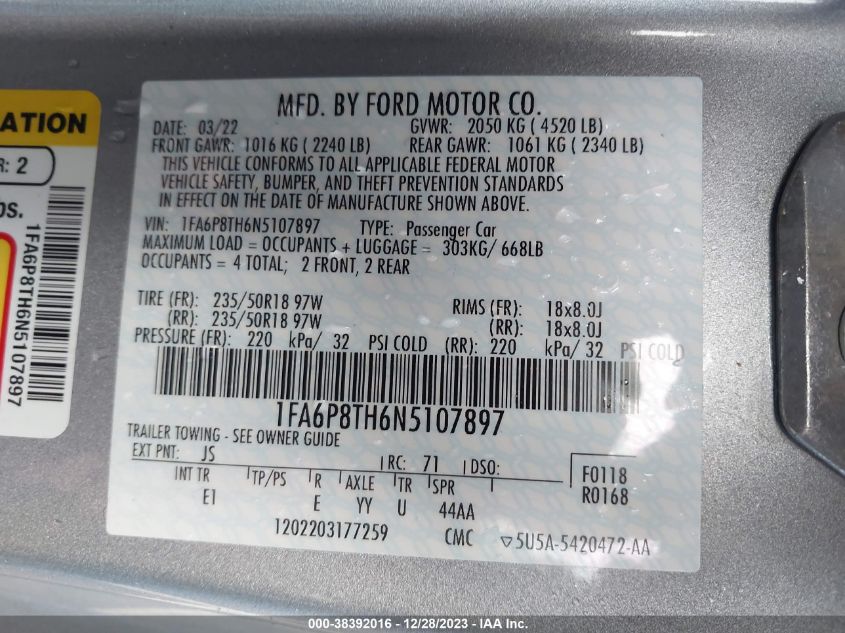 ATION
R: 2
bs.
1FA6P8TH6N5107897
MFD. BY FORD MOTOR CO.
DATE: 03/22 GVWR: 2050 KG ( 4520 LB)
FRONT GAWR: 1016 KG ( 2240 LB) REAR GAWR: 1061 KG ( 2340 LB)
THIS VEHICLE CONFORMS TO ALL APPLICABLE FEDERAL MOTOR
VEHICLE SAFETY, BUMPER, AND THEFT PREVENTION STANDARDS
IN EFFECT ON THE DATE OF MANUFACTURE SHOWN ABOVE.
VIN: 1FA6P8TH6N5107897 TYPE: Passenger Car
MAXIMUM LOAD = OCCUPANTS + LUGGAGE = 303KG/ 668LB
OCCUPANTS = 4 TOTAL; 2 FRONT, 2 REAR
TIRE (FR): 235/50R18 97W RIMS (FR): 18x8.0J
(RR): 235/50R18 97W (RR): 18x8.0J
PRESSURE (FR): 220 kPa/ 32 PSI COLD (RR): 220 kPa/ 32 PSI COLD
1FA6P8TH6N5107897
TRAILER TOWING - SEE OWNER GUIDE
EXT PNT: JS RC: 71 DSO: F0118
INT TR TP/PS R AXLE TR SPR R0168
E1 E YY U 44AA
1202203177259 CMC ▽5U5A-5420472-AA
000-38392016 - 12/28/2023 - IAA Inc.